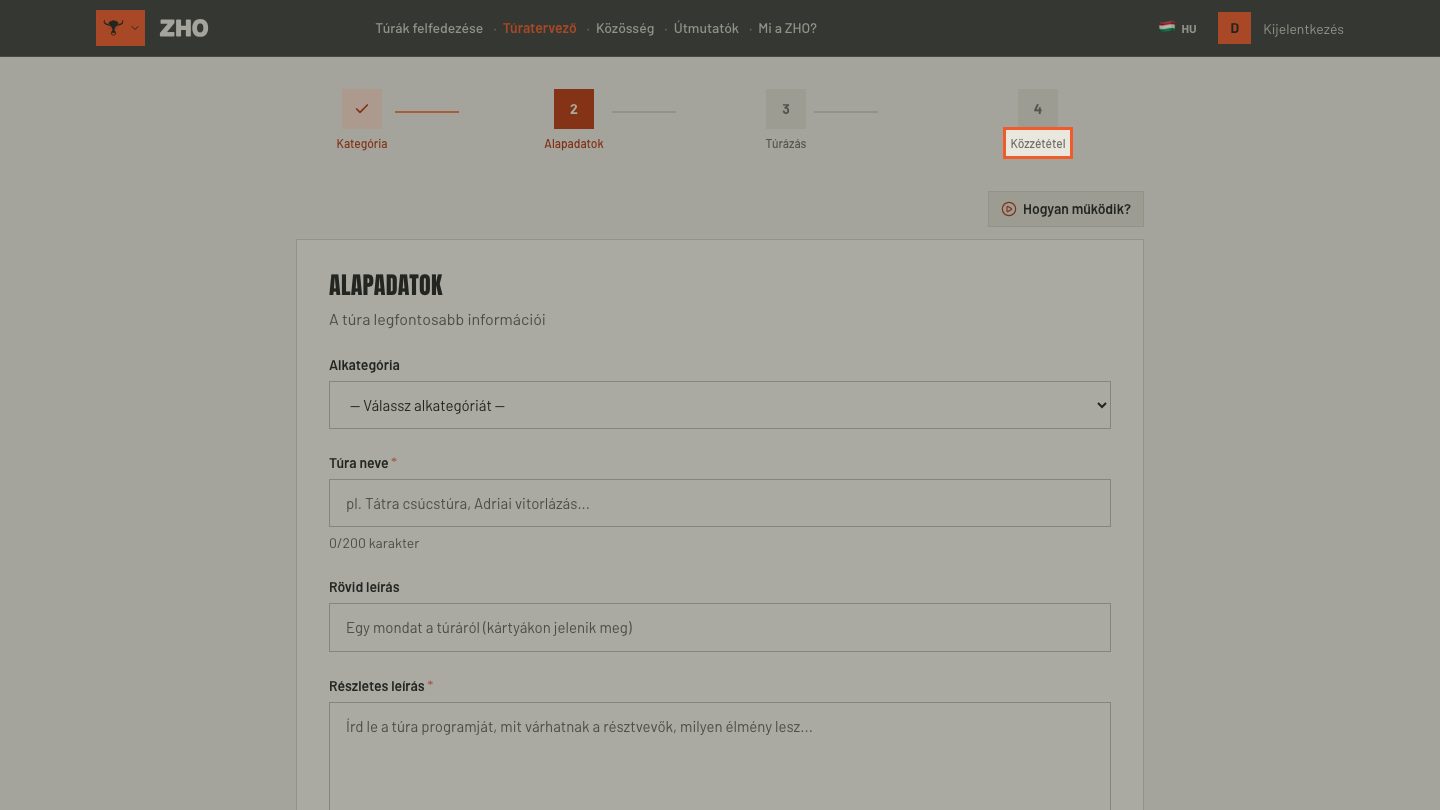 ZHO
Túrák felfedezése · Túratervező · Közösség · Útmutatók · Mi a ZHO?
HU
D
Kijelentkezés
2
3
4
Kategória
Alapadatok
Túrázás
Közzététel
Hogyan működik?
ALAPADATOK
A túra legfontosabb információi
Alkategória
— Válassz alkategóriát —
Túra neve *
pl. Tátra csúcstúra, Adriai vitorlázás...
0/200 karakter
Rövid leírás
Egy mondat a túráról (kártyákon jelenik meg)
Részletes leírás *
Írd le a túra programját, mit várhatnak a résztvevők, milyen élmény lesz...